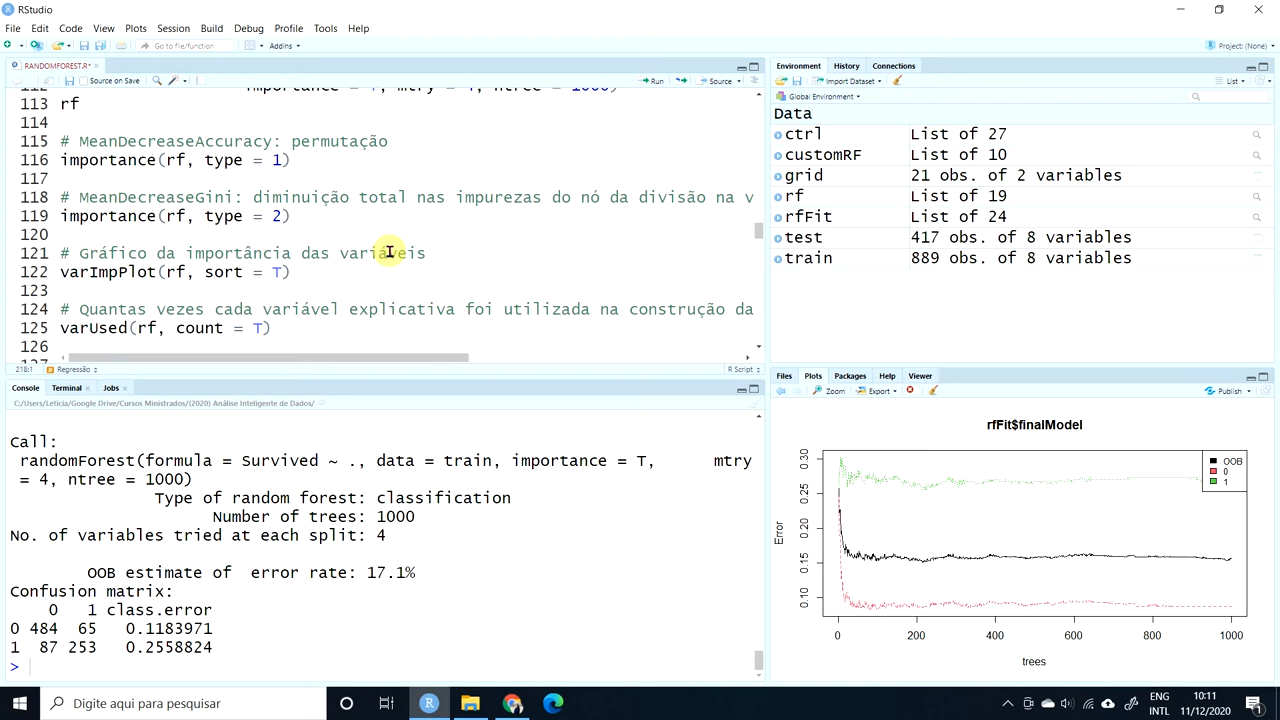 RStudio
File Edit Code View Plots Session Build Debug Profile Tools Help
Go to file/function Addins
Project: (None)
RANDOMFOREST.R*
Source on Save Run Source
113 rf
114
115 # MeanDecreaseAccuracy: permutação
116 importance(rf, type = 1)
117
118 # MeanDecreaseGini: diminuição total nas impurezas do nó da divisão na v
119 importance(rf, type = 2)
120
121 # Gráfico da importância das variáveis
122 varImpPlot(rf, sort = T)
123
124 # Quantas vezes cada variável explicativa foi utilizada na construção da
125 varUsed(rf, count = T)
126
218:1 Regressão R Script
Console Terminal Jobs
C:/Users/Leticia/Google Drive/Cursos Ministrados/(2020) Análise Inteligente de Dados/
Call:
randomForest(formula = Survived ~ ., data = train, importance = T, mtry
= 4, ntree = 1000)
Type of random forest: classification
Number of trees: 1000
No. of variables tried at each split: 4
OOB estimate of error rate: 17.1%
Confusion matrix:
0 1 class.error
0 484 65 0.1183971
1 87 253 0.2558824
>
Environment History Connections
Import Dataset List
Global Environment
Data
ctrl List of 27
customRF List of 10
grid 21 obs. of 2 variables
rf List of 19
rfFit List of 24
test 417 obs. of 8 variables
train 889 obs. of 8 variables
Files Plots Packages Help Viewer
Zoom Export Publish
rfFit$finalModel
OOB
0
1
Error
0.30
0.25
0.20
0.15
0.10
0 200 400 600 800 1000
trees
Digite aqui para pesquisar
ENG
INTL
10:11
11/12/2020
1